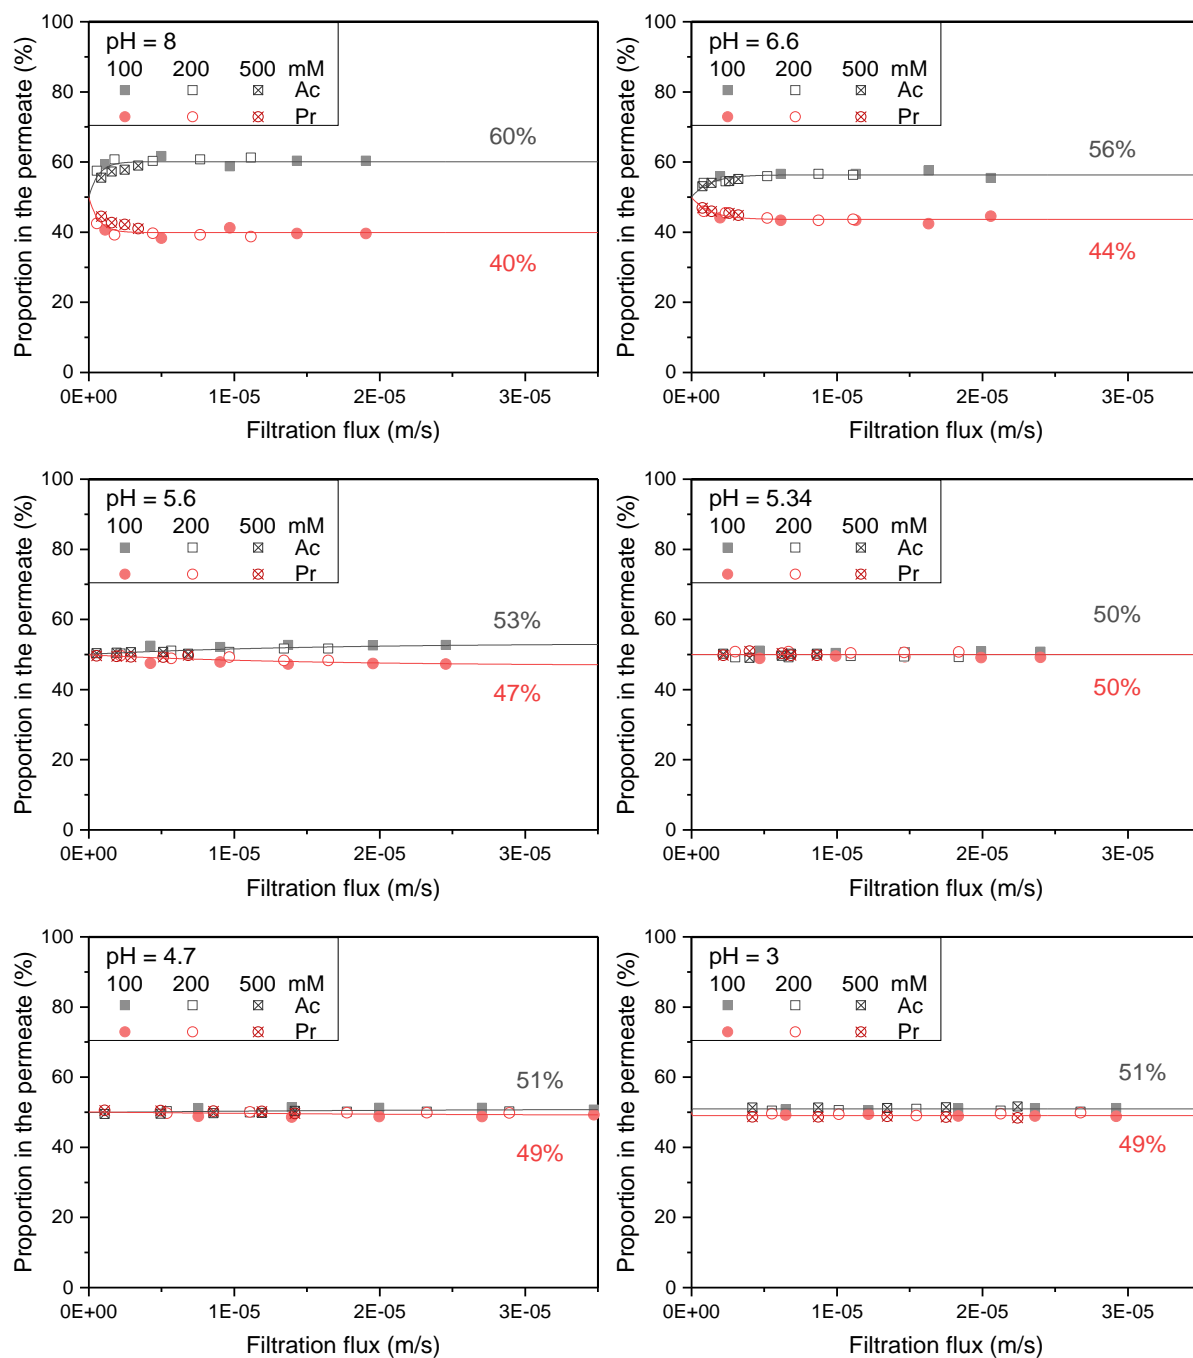 pH = 8
100 200 500 mM
Ac
Pr
60%
40%
100
80
60
40
20
0
0E+00 1E-05 2E-05 3E-05
Proportion in the permeate (%)
Filtration flux (m/s)
pH = 6.6
100 200 500 mM
Ac
Pr
56%
44%
100
80
60
40
20
0
0E+00 1E-05 2E-05 3E-05
Proportion in the permeate (%)
Filtration flux (m/s)
pH = 5.6
100 200 500 mM
Ac
Pr
53%
47%
100
80
60
40
20
0
0E+00 1E-05 2E-05 3E-05
Proportion in the permeate (%)
Filtration flux (m/s)
pH = 5.34
100 200 500 mM
Ac
Pr
50%
50%
100
80
60
40
20
0
0E+00 1E-05 2E-05 3E-05
Proportion in the permeate (%)
Filtration flux (m/s)
pH = 4.7
100 200 500 mM
Ac
Pr
51%
49%
100
80
60
40
20
0
0E+00 1E-05 2E-05 3E-05
Proportion in the permeate (%)
Filtration flux (m/s)
pH = 3
100 200 500 mM
Ac
Pr
51%
49%
100
80
60
40
20
0
0E+00 1E-05 2E-05 3E-05
Proportion in the permeate (%)
Filtration flux (m/s)